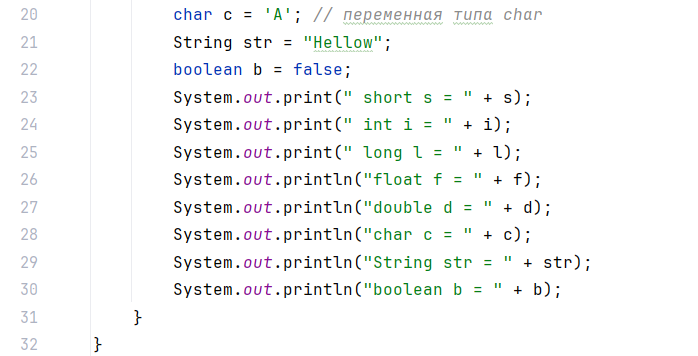 20 char c = 'A'; // переменная типа char
21 String str = "Hellow";
22 boolean b = false;
23 System.out.print(" short s = " + s);
24 System.out.print(" int i = " + i);
25 System.out.print(" long l = " + l);
26 System.out.println("float f = " + f);
27 System.out.println("double d = " + d);
28 System.out.println("char c = " + c);
29 System.out.println("String str = " + str);
30 System.out.println("boolean b = " + b);
31 }
32 }